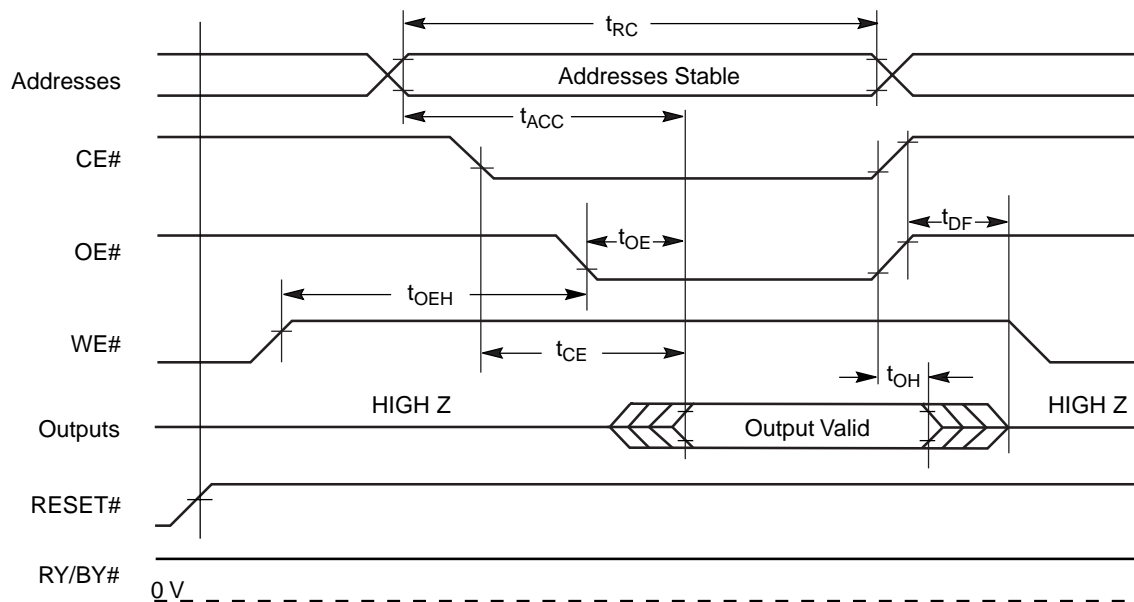 tRC
Addresses
Addresses Stable
tACC
CE#
tDF
OE#
tOE
tOEH
WE#
tCE
tOH
HIGH Z
HIGH Z
Outputs
Output Valid
RESET#
RY/BY#
0 V